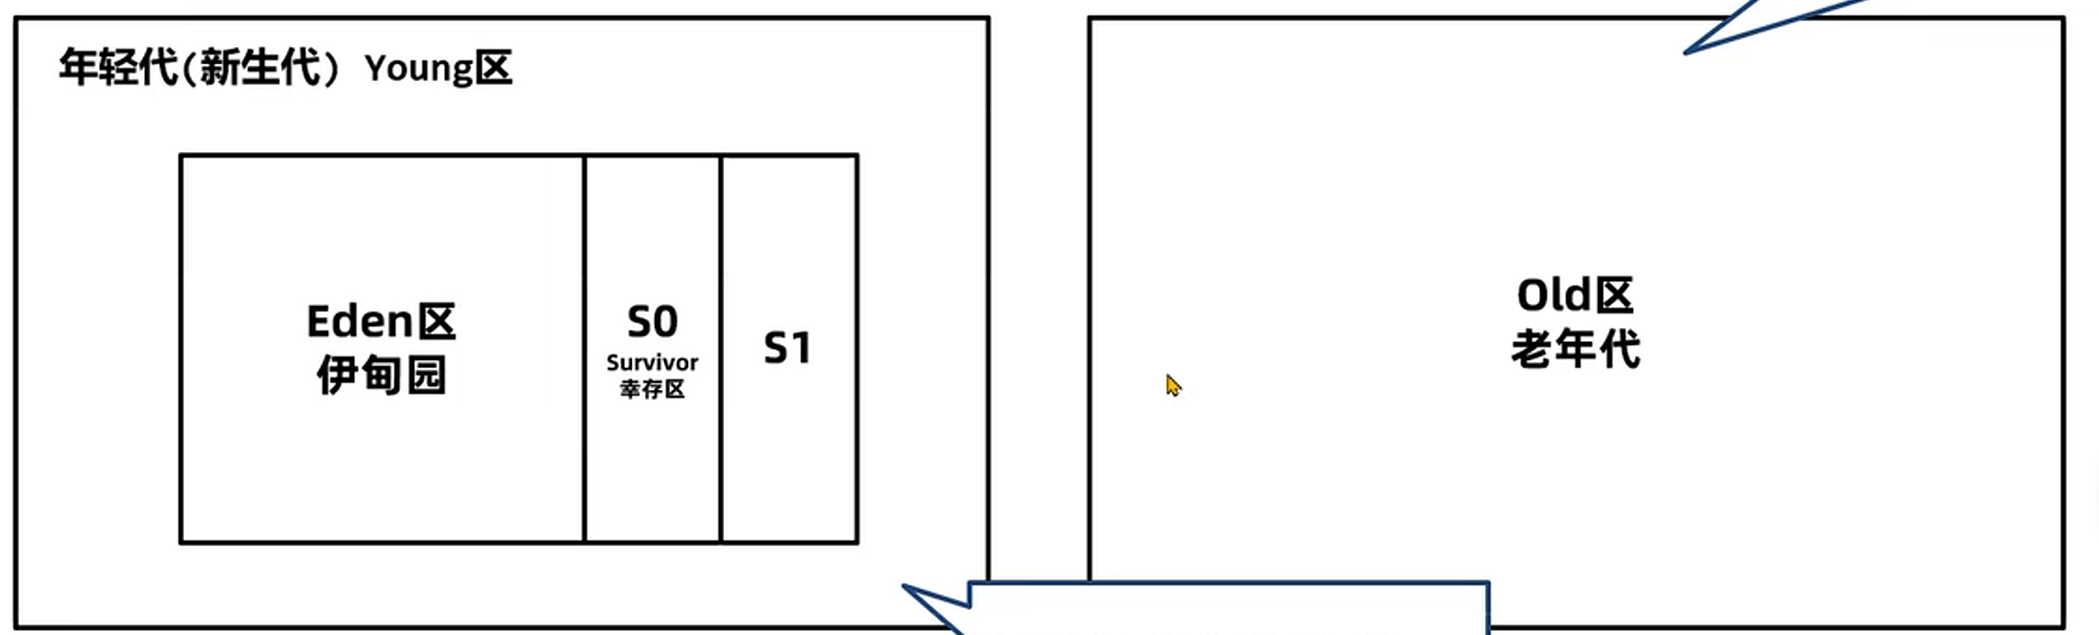 年轻代(新生代） Young区
Eden区
伊甸园
S0
Survivor
幸存区
S1
Old区
老年代